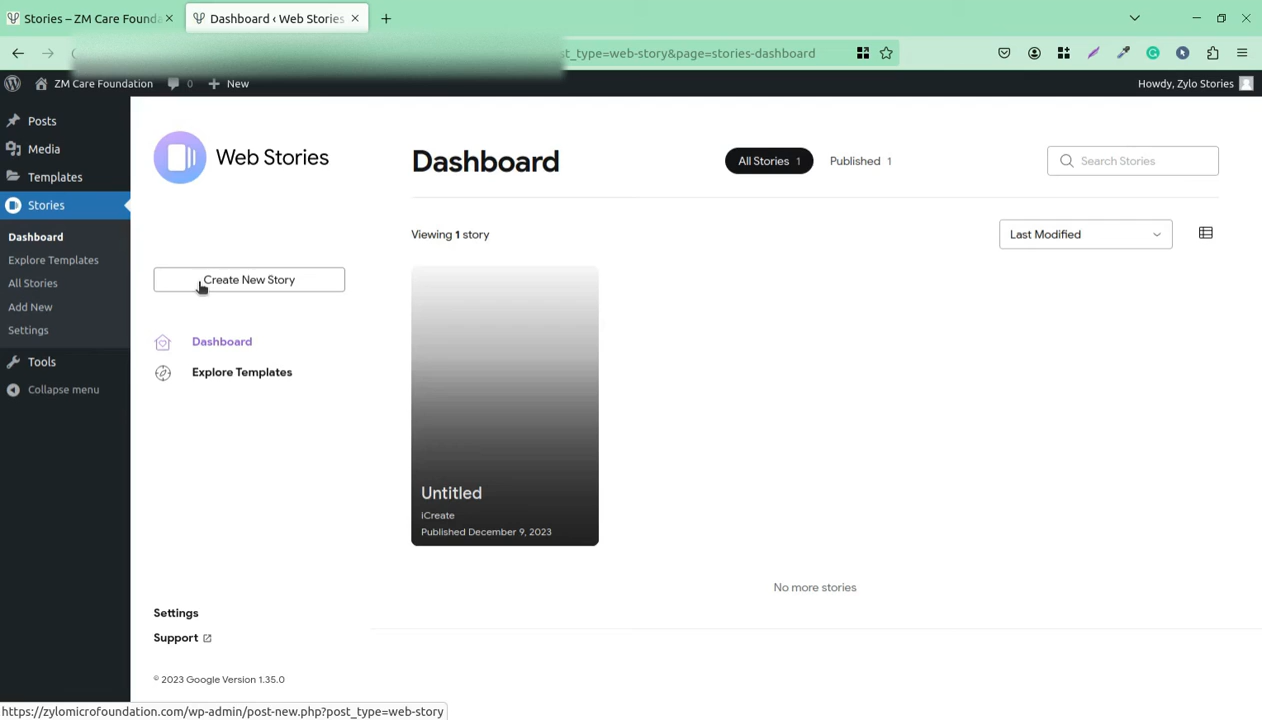 Stories – ZM Care Founda
Dashboard ‹ Web Stories
st_type=web-story&page=stories-dashboard
ZM Care Foundation
0
New
Howdy, Zylo Stories
Posts
Media
Templates
Stories
Dashboard
Explore Templates
All Stories
Add New
Settings
Tools
Collapse menu
Web Stories
Create New Story
Dashboard
Explore Templates
Settings
Support
© 2023 Google Version 1.35.0
Dashboard
All Stories 1
Published 1
Search Stories
Viewing 1 story
Last Modified
Untitled
iCreate
Published December 9, 2023
No more stories
https://zylomicrofoundation.com/wp-admin/post-new.php?post_type=web-story